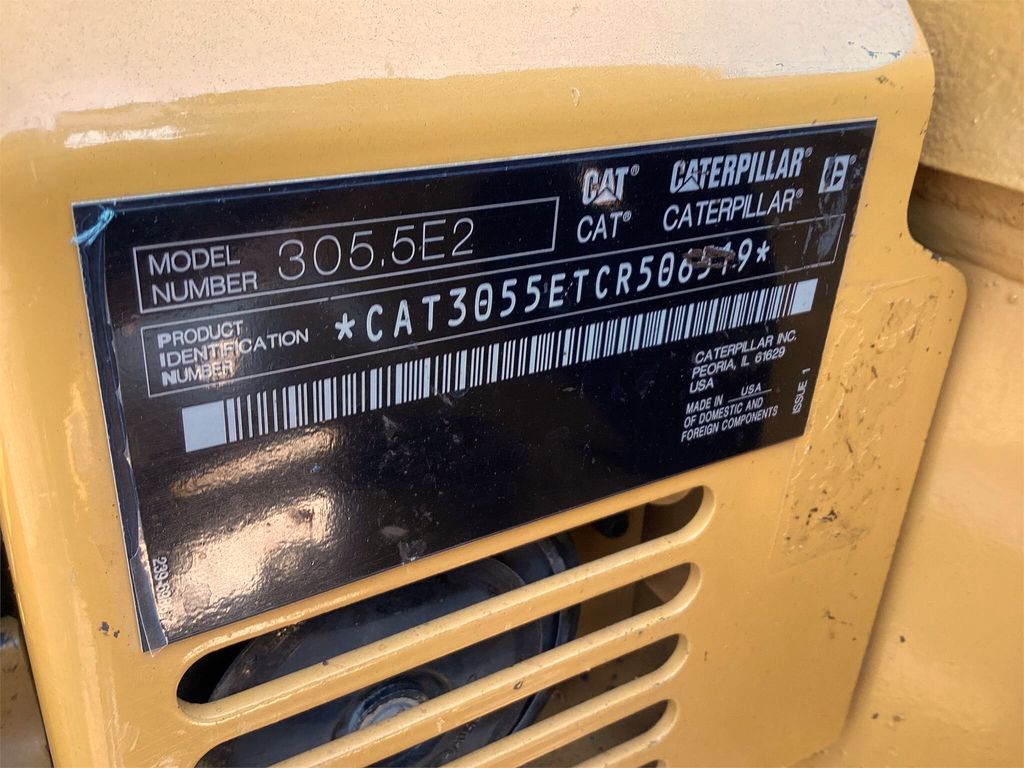 CAT®
CATERPILLAR®
CAT®
CATERPILLAR®
MODEL
NUMBER
305.5E2
PRODUCT
IDENTIFICATION
NUMBER
CATERPILLAR INC.
PEORIA, IL 61629
USA
MADE IN USA
OF DOMESTIC AND
FOREIGN COMPONENTS
ISSUE 1